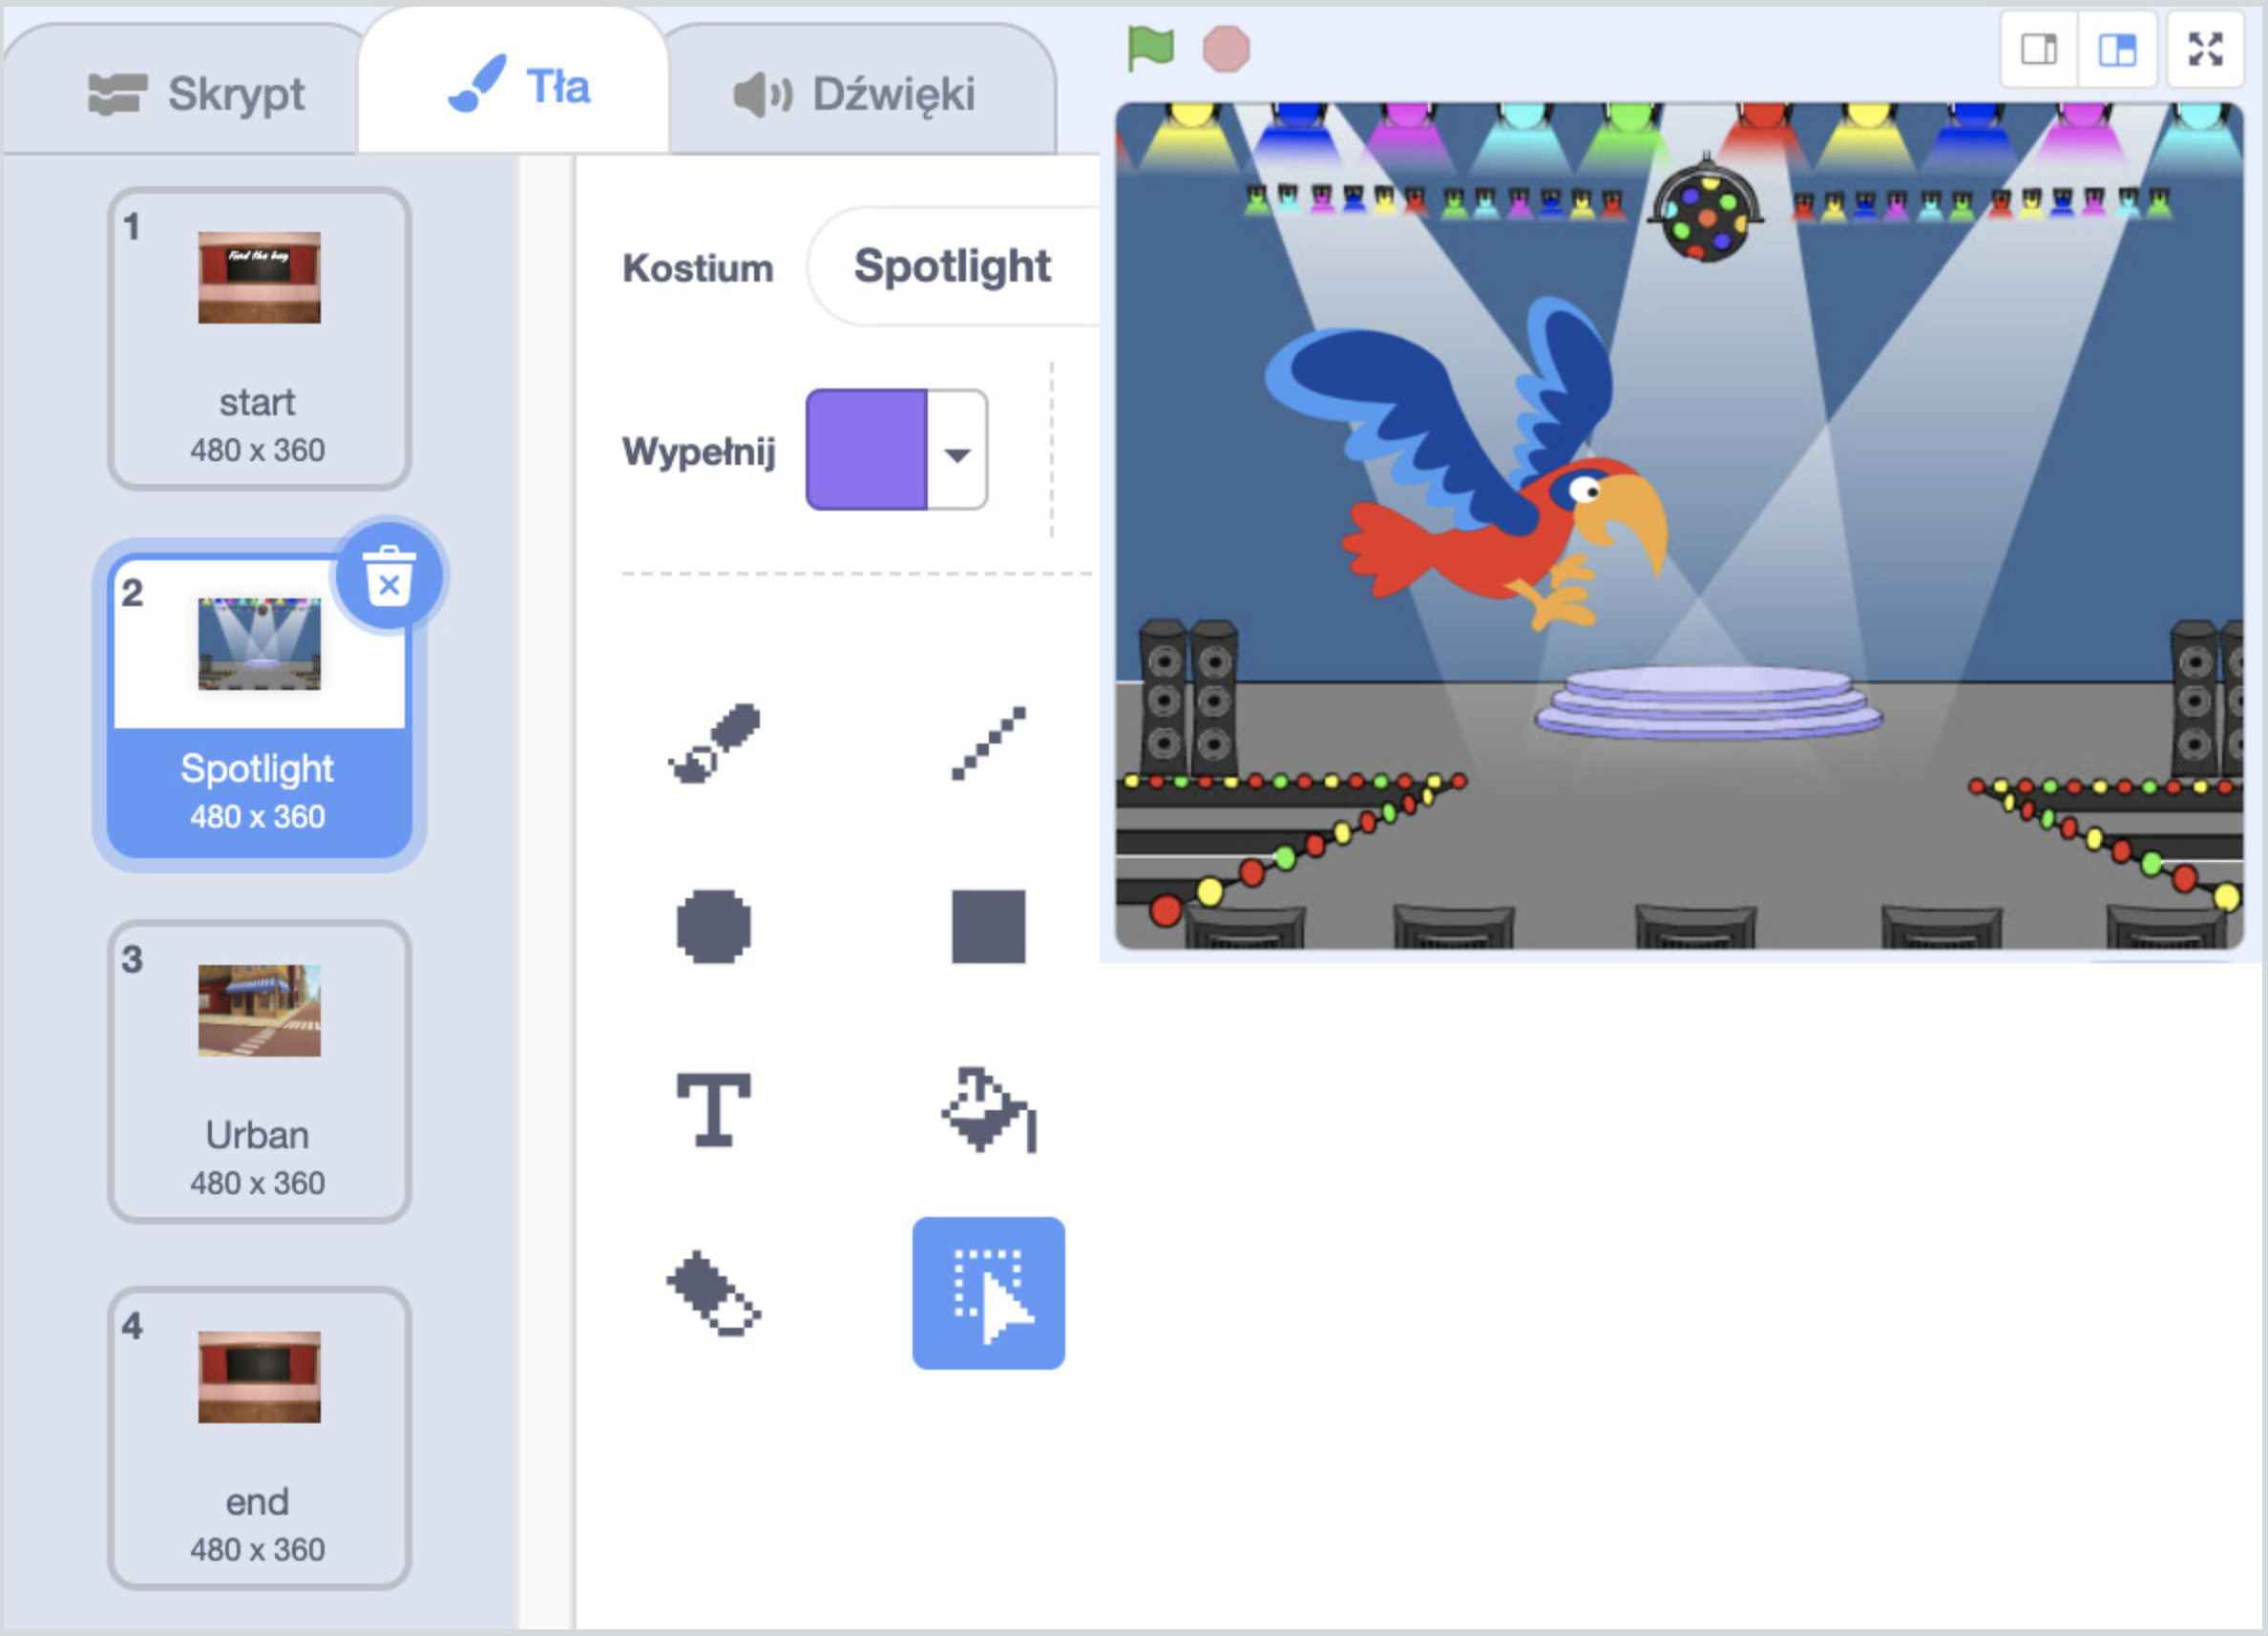 Skrypt
Tła
Dźwięki
1
Find the bug
start
480 x 360
2
Spotlight
480 x 360
3
Urban
480 x 360
4
end
480 x 360
Kostium
Spotlight
Wypełnij
T